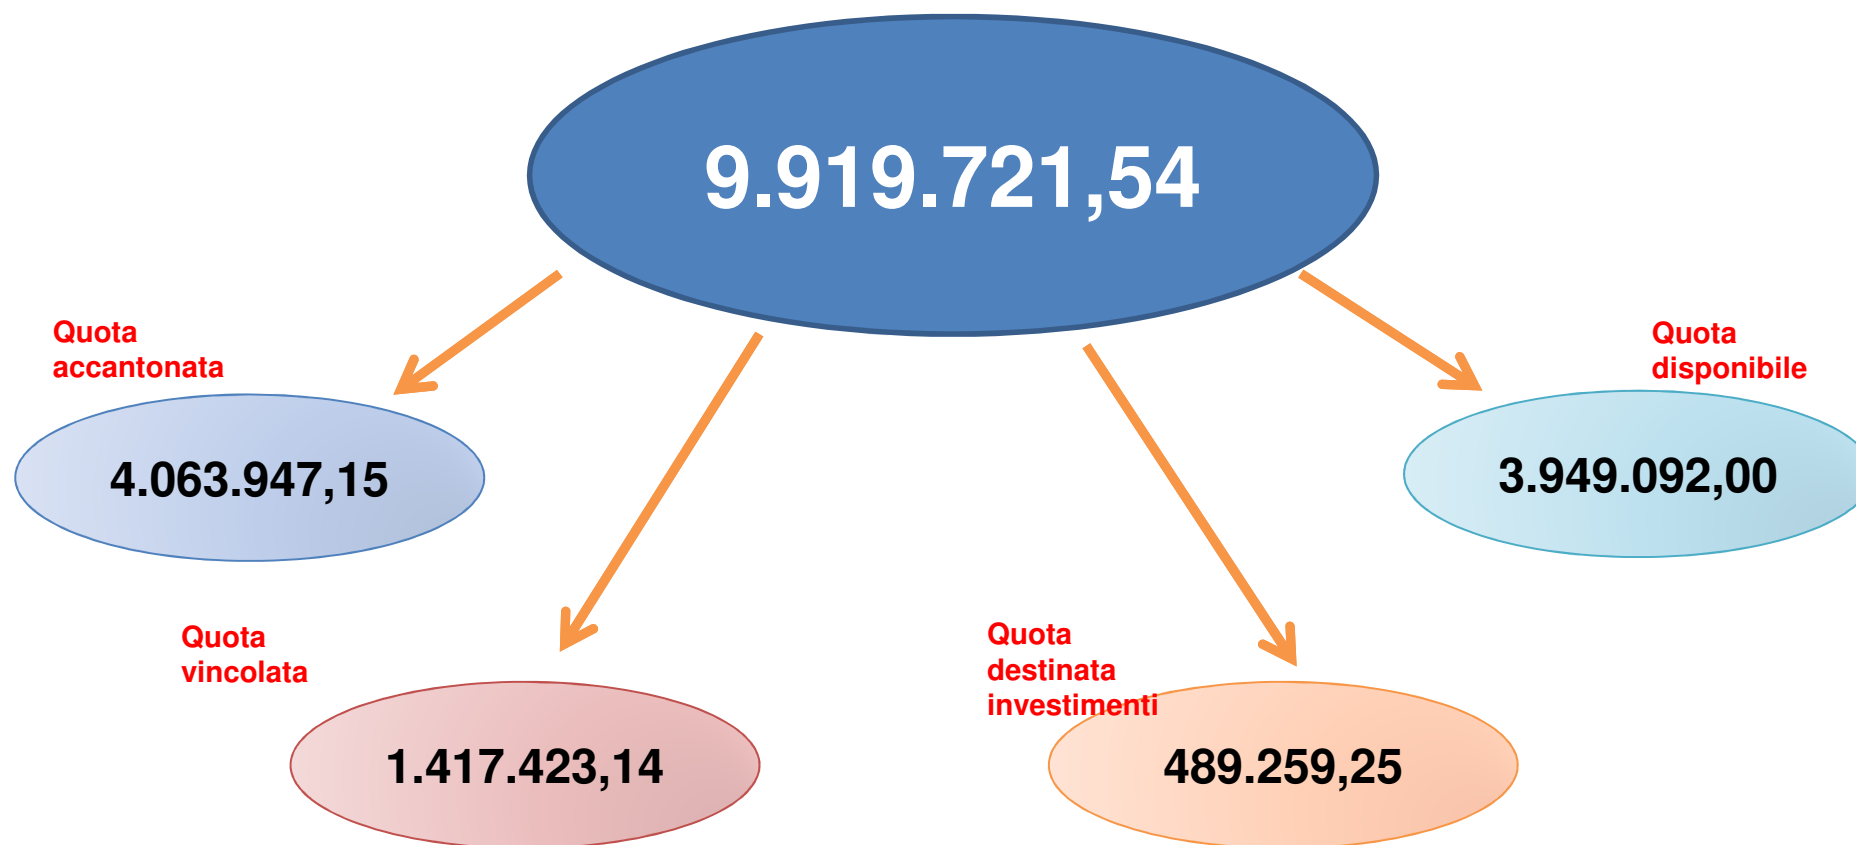 9.919.721,54
Quota
accantonata
4.063.947,15
Quota
disponibile
3.949.092,00
Quota
vincolata
1.417.423,14
Quota
destinata
investimenti
489.259,25